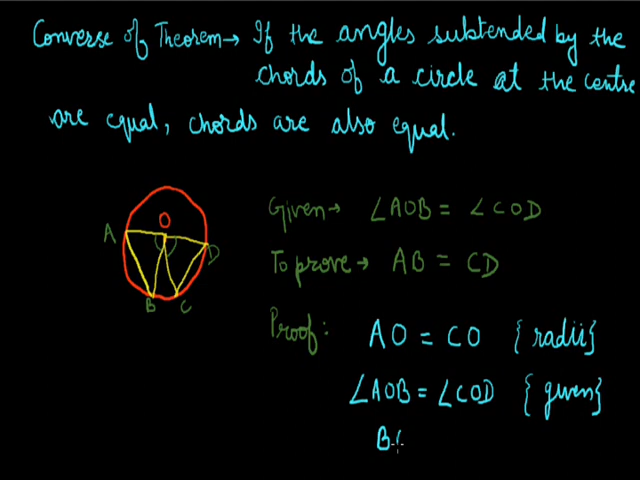 Converse of Theorem → If the angles subtended by the
chords of a circle at the centre
are equal, chords are also equal.
O
A
D
B C
Given → ∠AOB = ∠COD
To prove → AB = CD
Proof :
AO = CO { radii}
∠AOB = ∠COD { given}
B